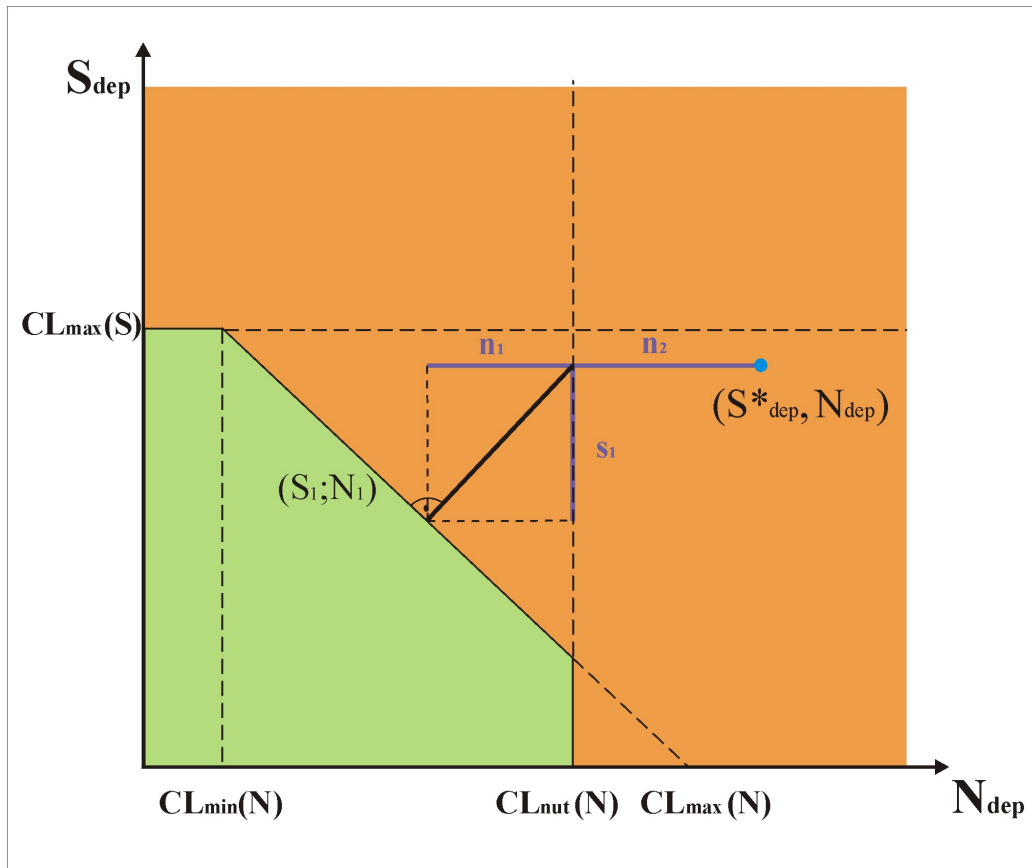 Sdep
CLmax(S)
n1 n2
(S*dep, Ndep)
s1
(S1;N1)
CLmin(N) CLnut(N) CLmax(N)
Ndep